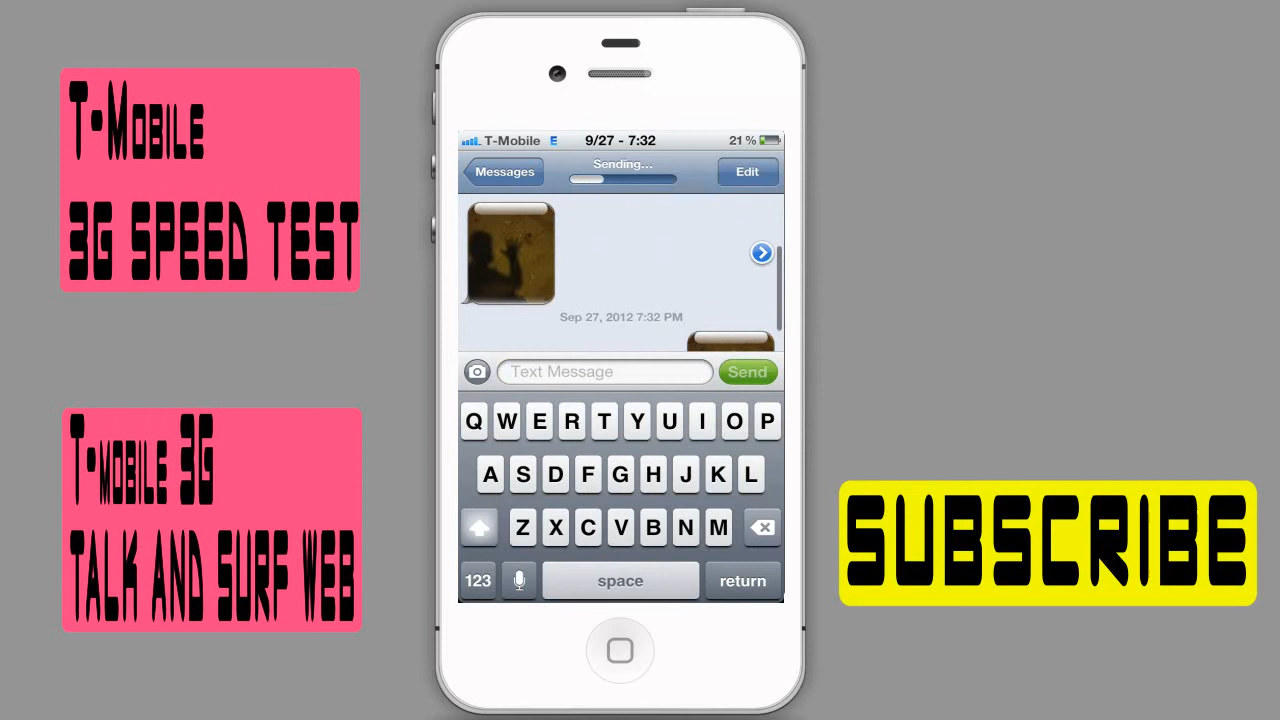 T-Mobile
3G SPEED TEST
T-mobile 3G
TALK AND SURF WEB
T-Mobile E 9/27 - 7:32 21 %
Messages Sending... Edit
Sep 27, 2012 7:32 PM
Text Message Send
Q W E R T Y U I O P
A S D F G H J K L
Z X C V B N M
123 space return
SUBSCRIBE